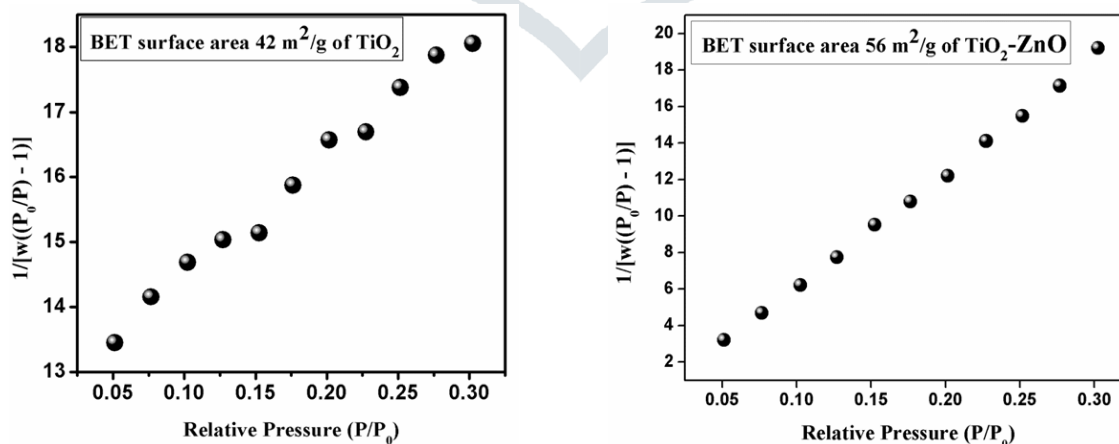 BET surface area 42 m²/g of TiO₂
18
17
16
15
14
13
1/[w((P₀/P) - 1)]
0.05 0.10 0.15 0.20 0.25 0.30
Relative Pressure (P/P₀)
BET surface area 56 m²/g of TiO₂-ZnO
20
18
16
14
12
10
8
6
4
2
1/[w((P₀/P) - 1)]
0.05 0.10 0.15 0.20 0.25 0.30
Relative Pressure (P/P₀)